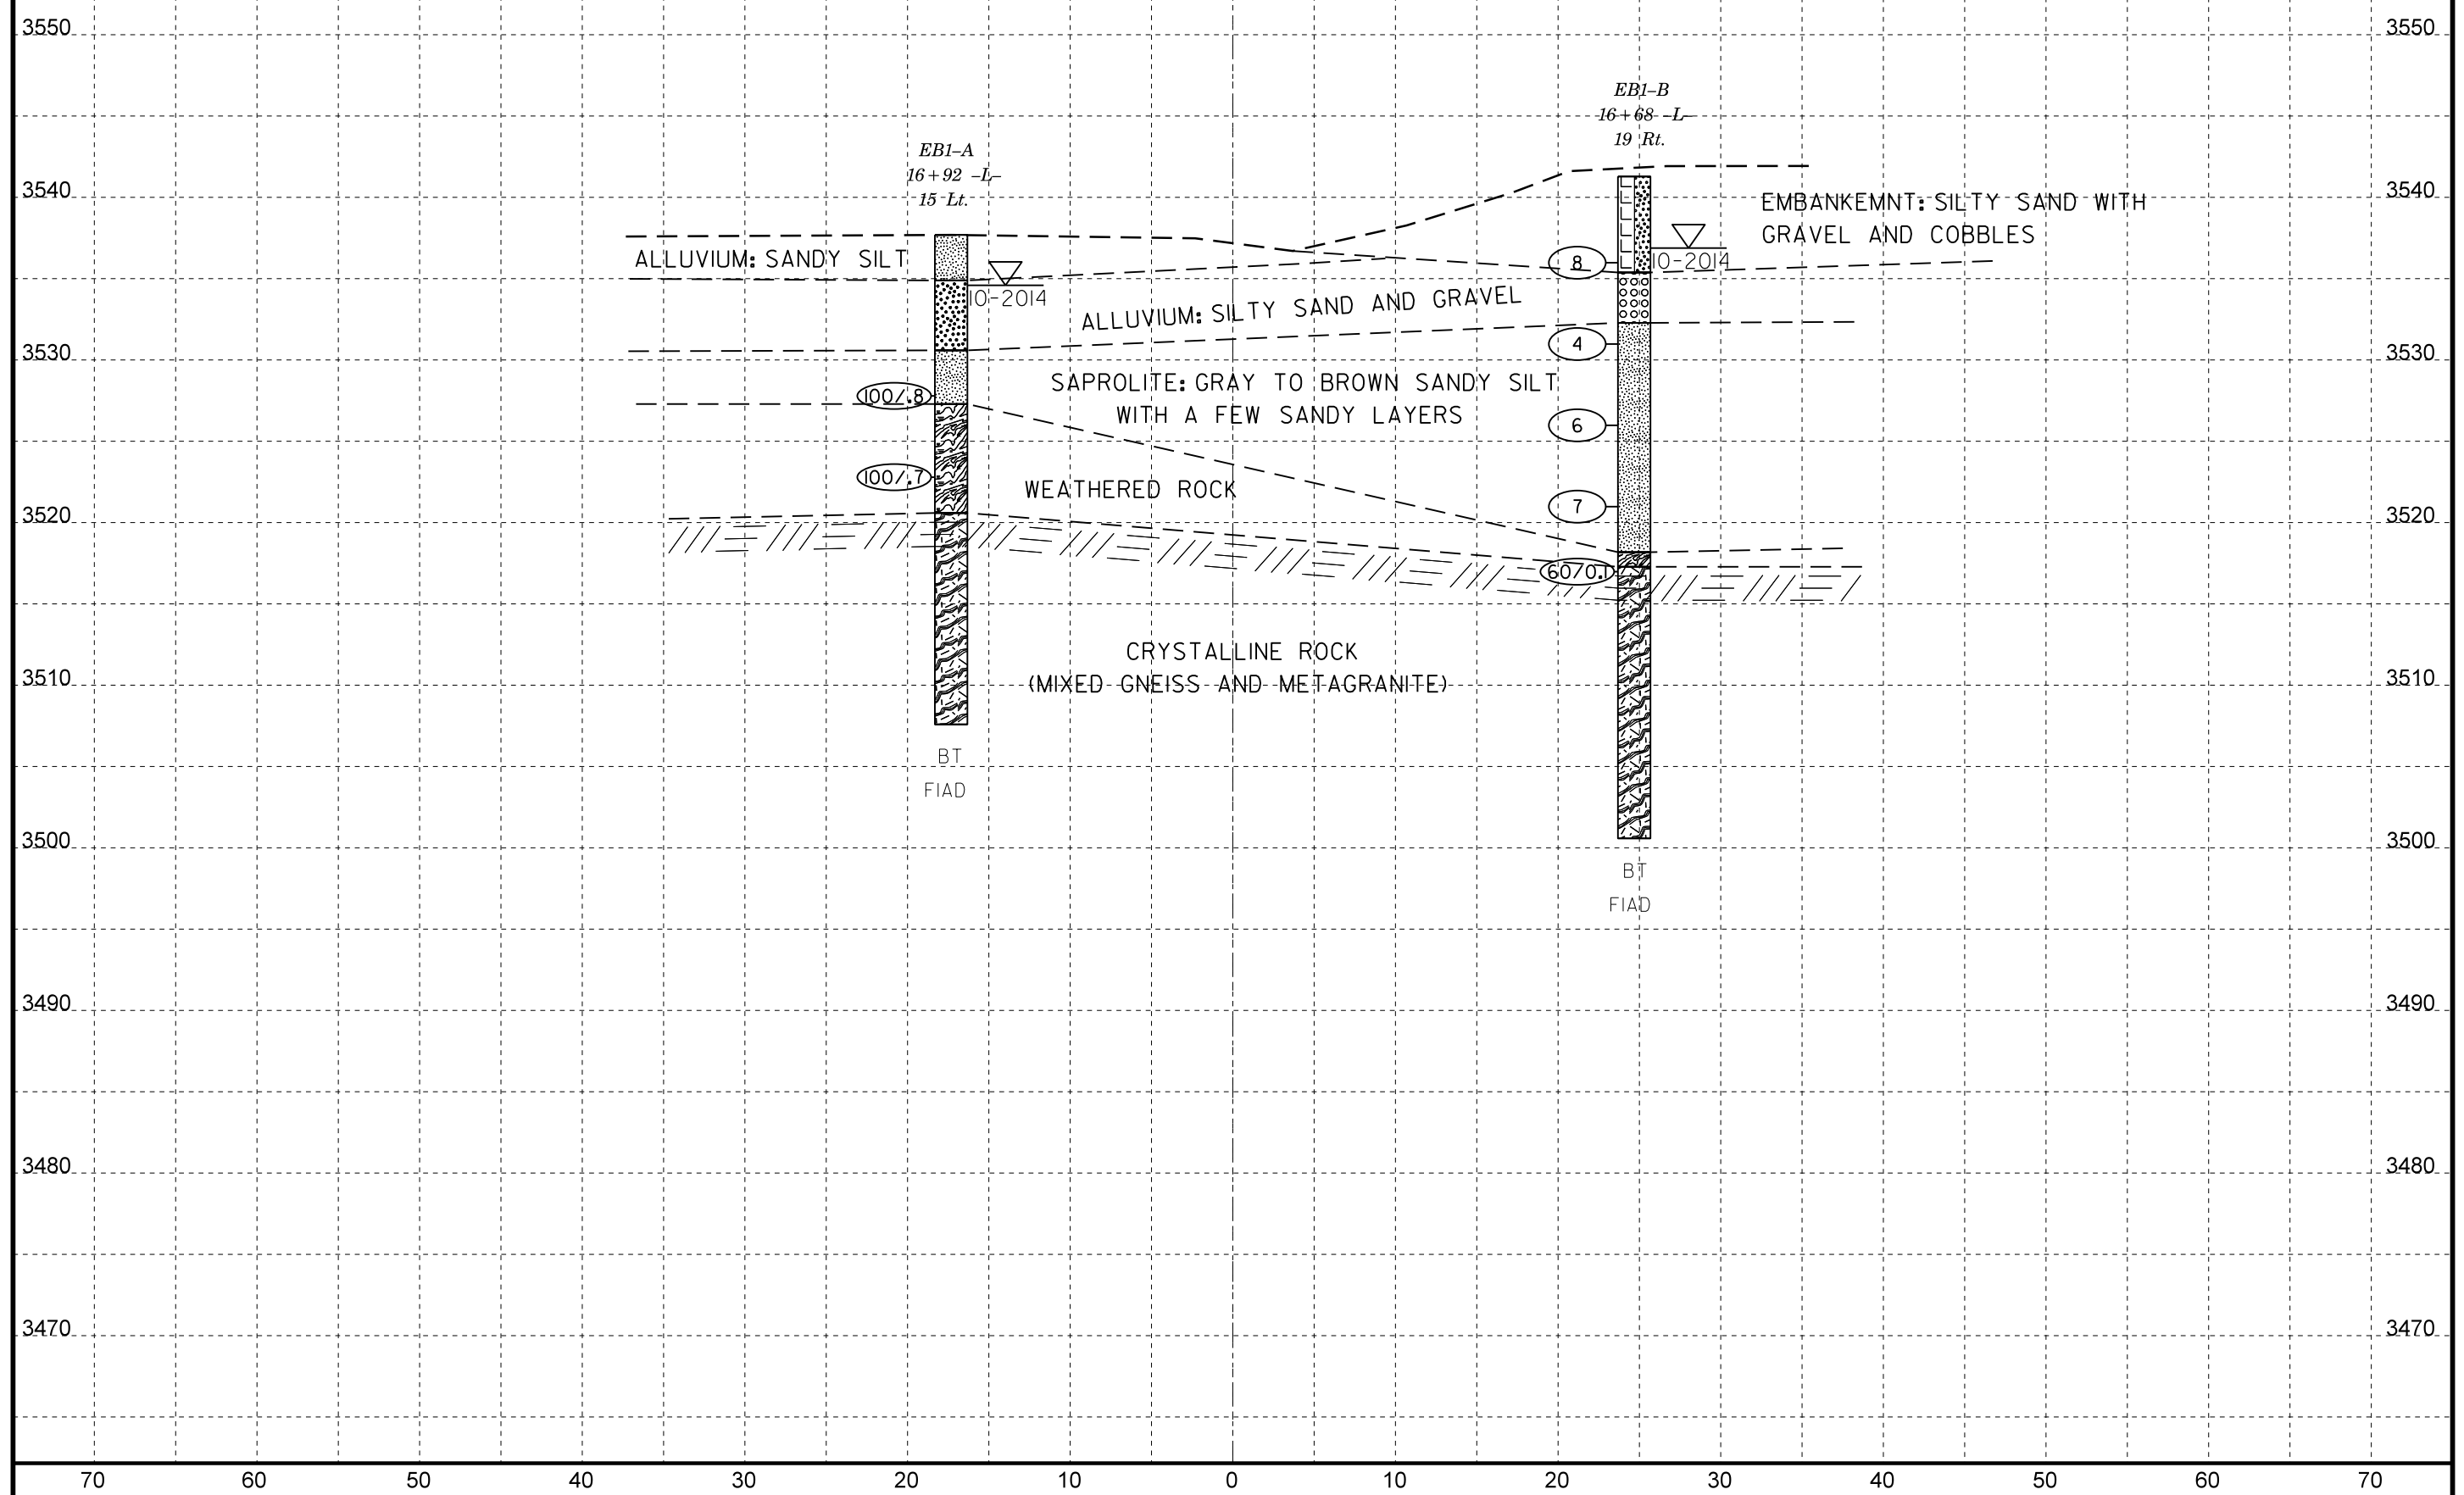 3550 3550
EB1-B
16+68 -L-
19 Rt.
EB1-A
16+92 -L-
15 Lt.
3540 3540
EMBANKEMNT: SILTY SAND WITH
GRAVEL AND COBBLES
ALLUVIUM: SANDY SILT
8
10-2014
10-2014
ALLUVIUM: SILTY SAND AND GRAVEL
4
3530 3530
SAPROLITE: GRAY TO BROWN SANDY SILT
WITH A FEW SANDY LAYERS
100/.8
6
100/.7
WEATHERED ROCK
7
3520 3520
60/0.1
CRYSTALLINE ROCK
(MIXED GNEISS AND METAGRANITE)
3510 3510
BT
FIAD
3500 3500
BT
FIAD
3490 3490
3480 3480
3470 3470
70 60 50 40 30 20 10 0 10 20 30 40 50 60 70